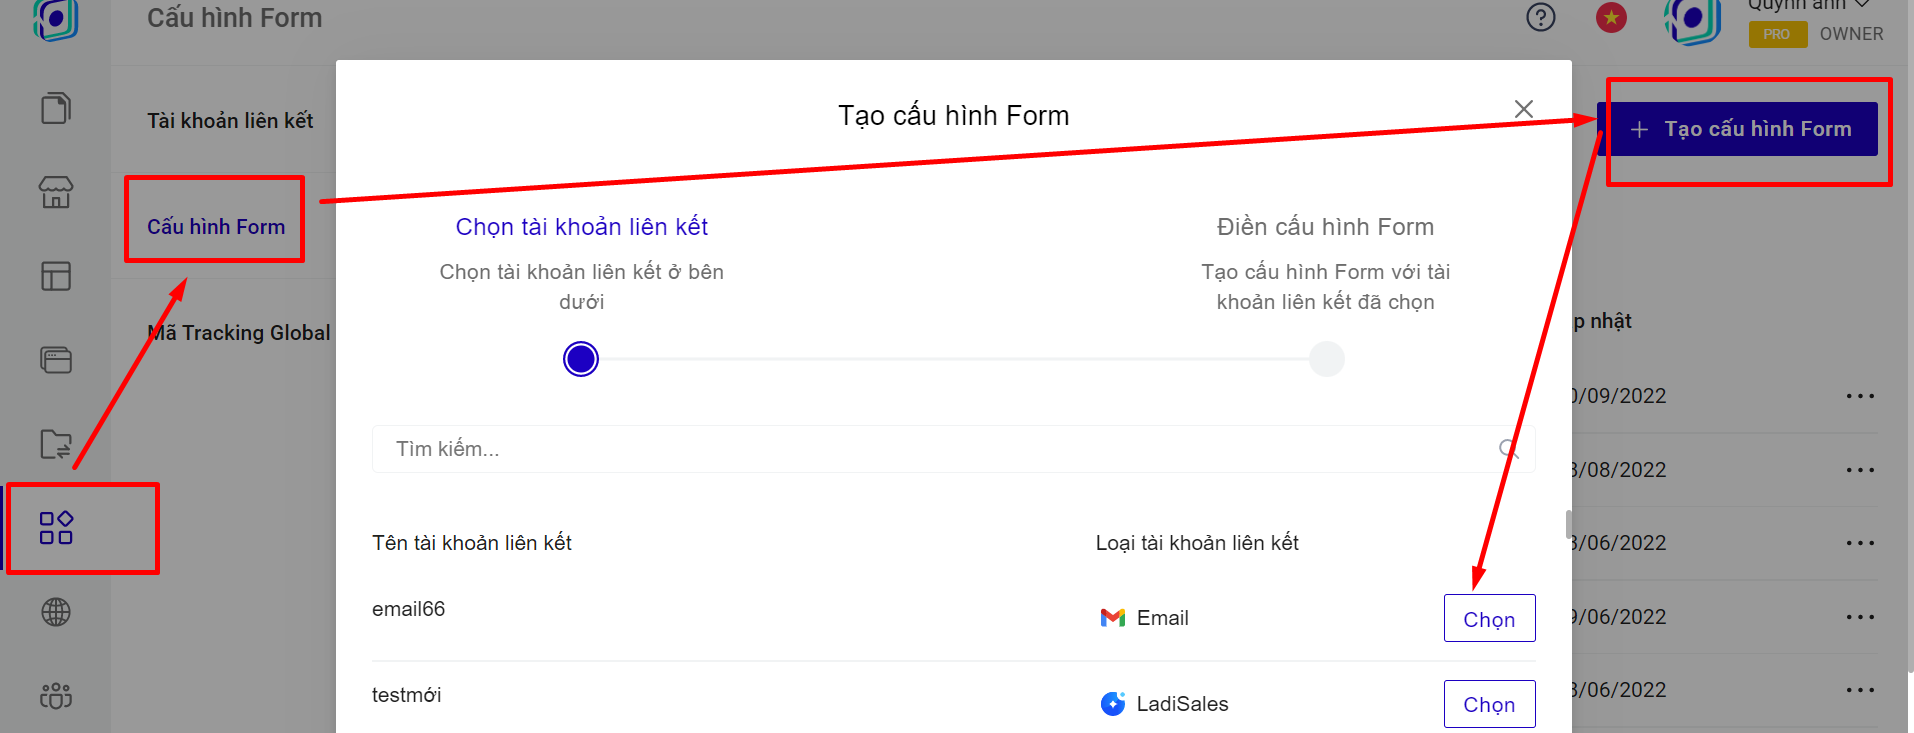 Cấu hình Form
Quỳnh anh
PRO OWNER
Tài khoản liên kết
Cấu hình Form
Mã Tracking Global
Tạo cấu hình Form
+ Tạo cấu hình Form
Chọn tài khoản liên kết
Chọn tài khoản liên kết ở bên
dưới
Điền cấu hình Form
Tạo cấu hình Form với tài
khoản liên kết đã chọn
Tìm kiếm...
Tên tài khoản liên kết
Loại tài khoản liên kết
email66
Email
Chọn
testmới
LadiSales
Chọn
p nhật
0/09/2022
3/08/2022
3/06/2022
9/06/2022
3/06/2022